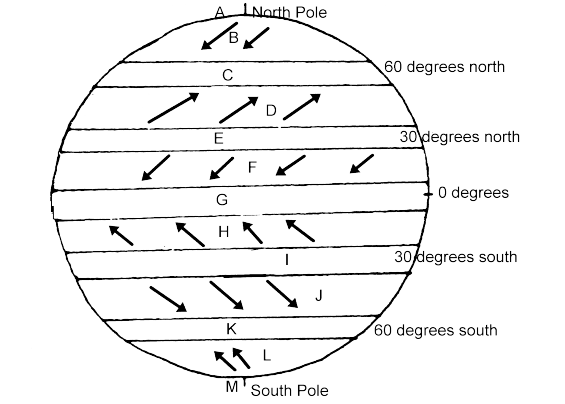 A North Pole
B
60 degrees north
C
D
E 30 degrees north
F
G 0 degrees
H
I 30 degrees south
J
K 60 degrees south
L
M South Pole